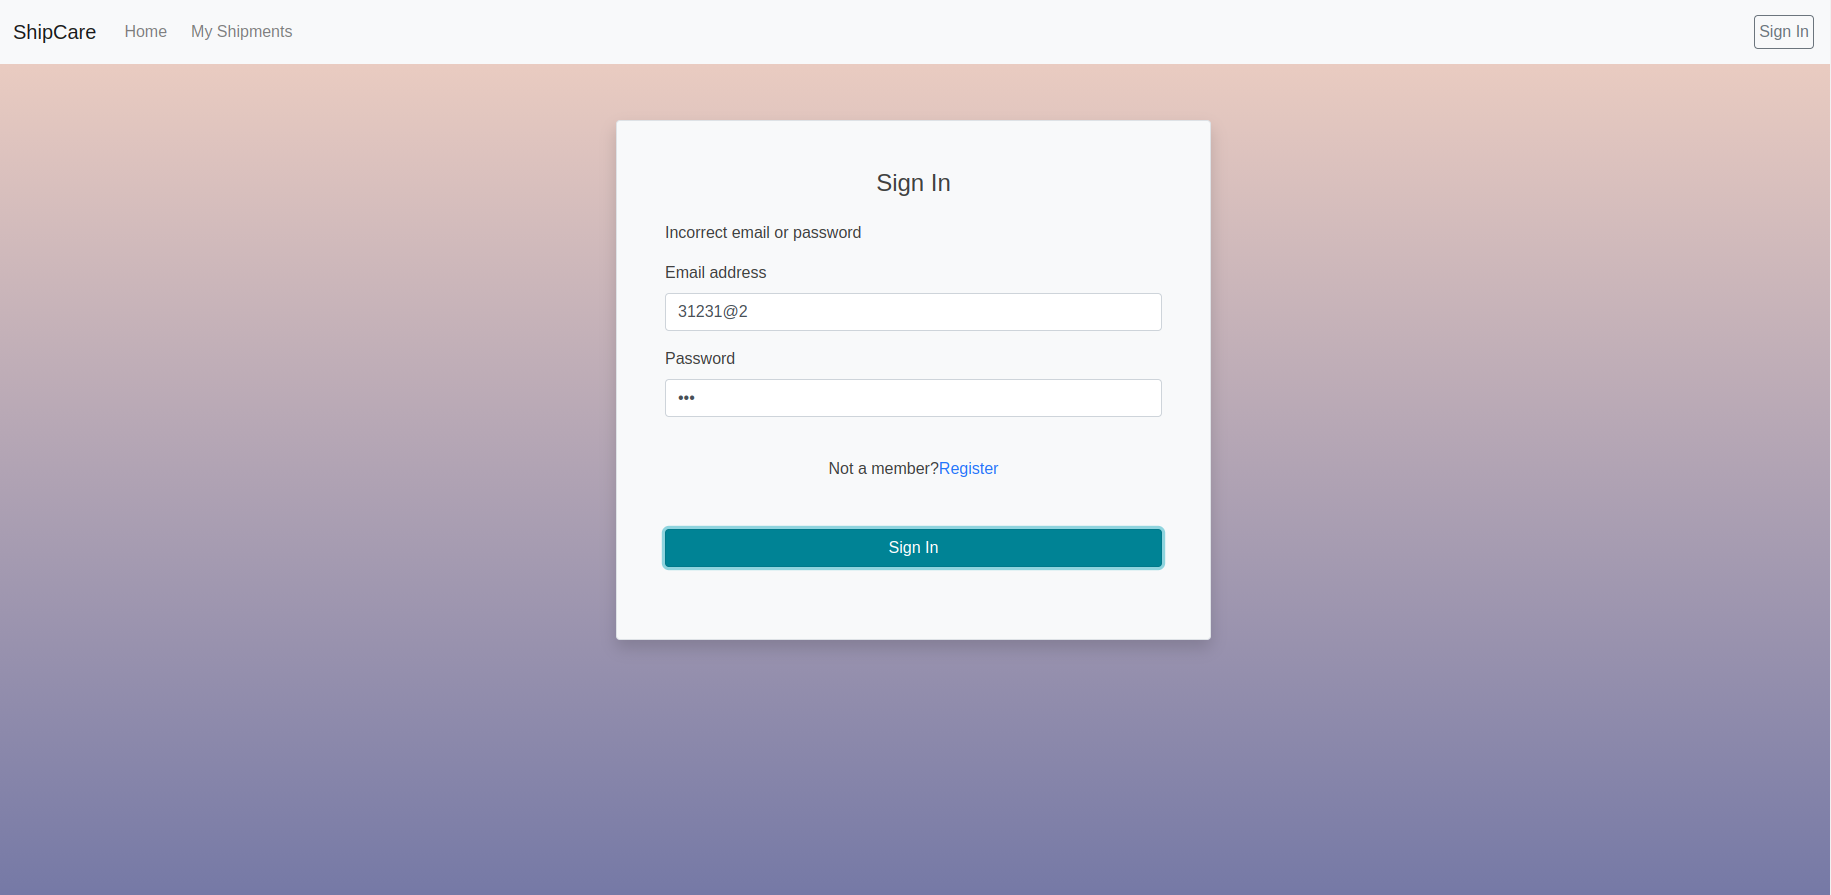 ShipCare Home My Shipments Sign In
Sign In
Incorrect email or password
Email address
31231@2
Password
•••
Not a member?Register
Sign In